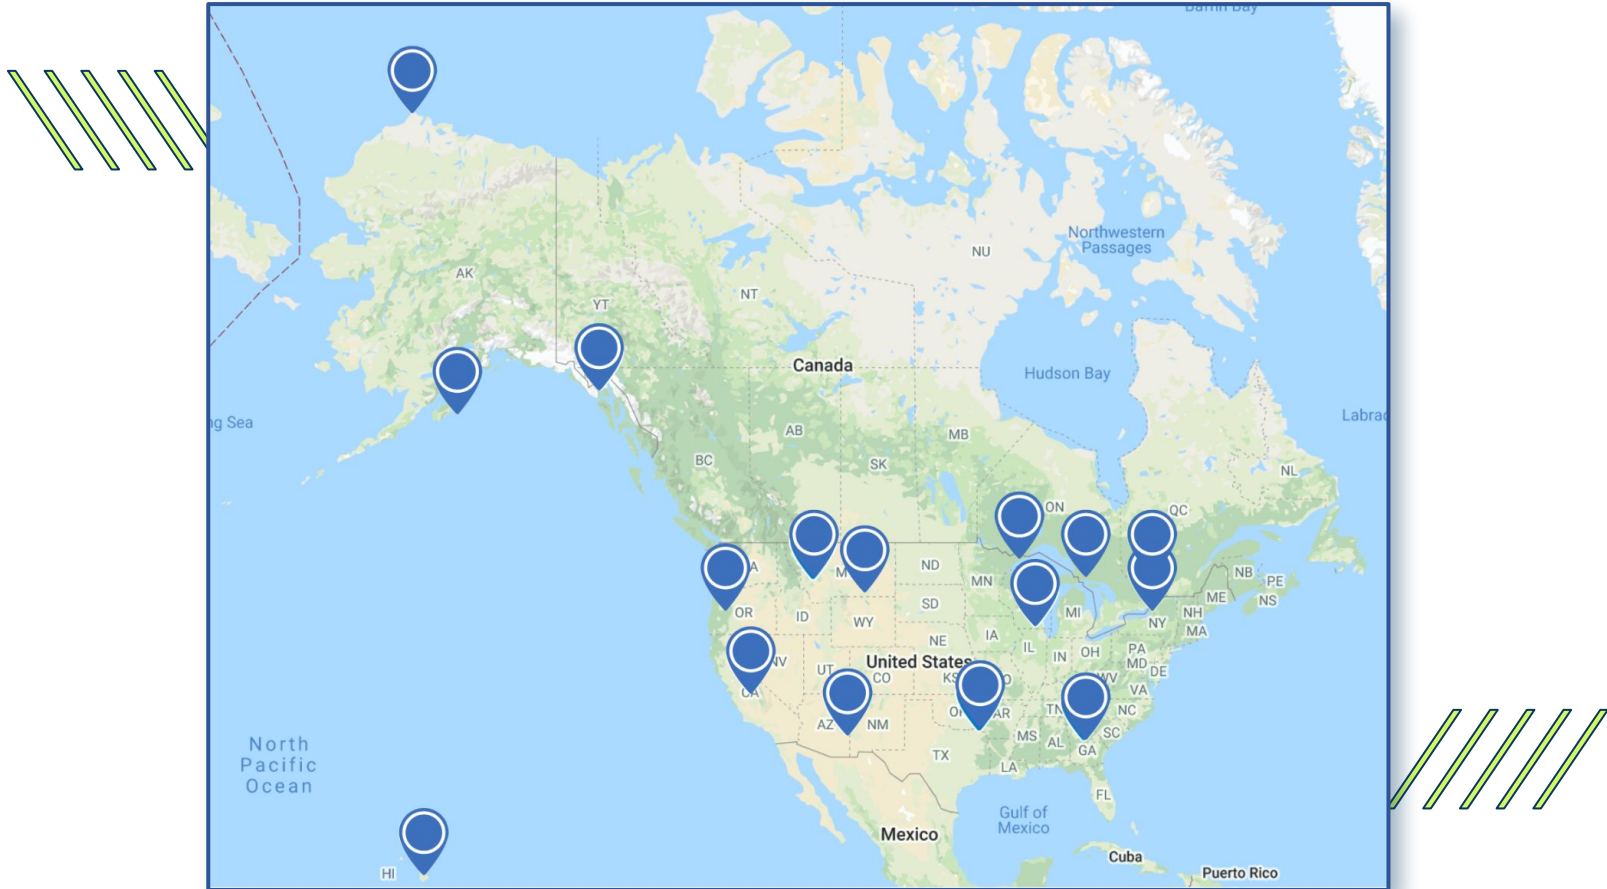 Baffin Bay
NU
Northwestern
Passages
AK
YT
NT
Canada
Hudson Bay
ng Sea
Labrad
AB
MB
BC
SK
NL
ON
QC
ND
MN
NB
PE
OR
ID
WY
SD
MI
ME
NS
NH
NY
MA
IA
NE
IL
IN
OH
PA
MD
DE
NV
UT
United States
CO
KS
WV
VA
CA
AZ
NM
AR
TN
NC
MS
AL
SC
GA
TX
LA
North
Pacific
Ocean
FL
Gulf of
Mexico
Mexico
Cuba
Puerto Rico
HI